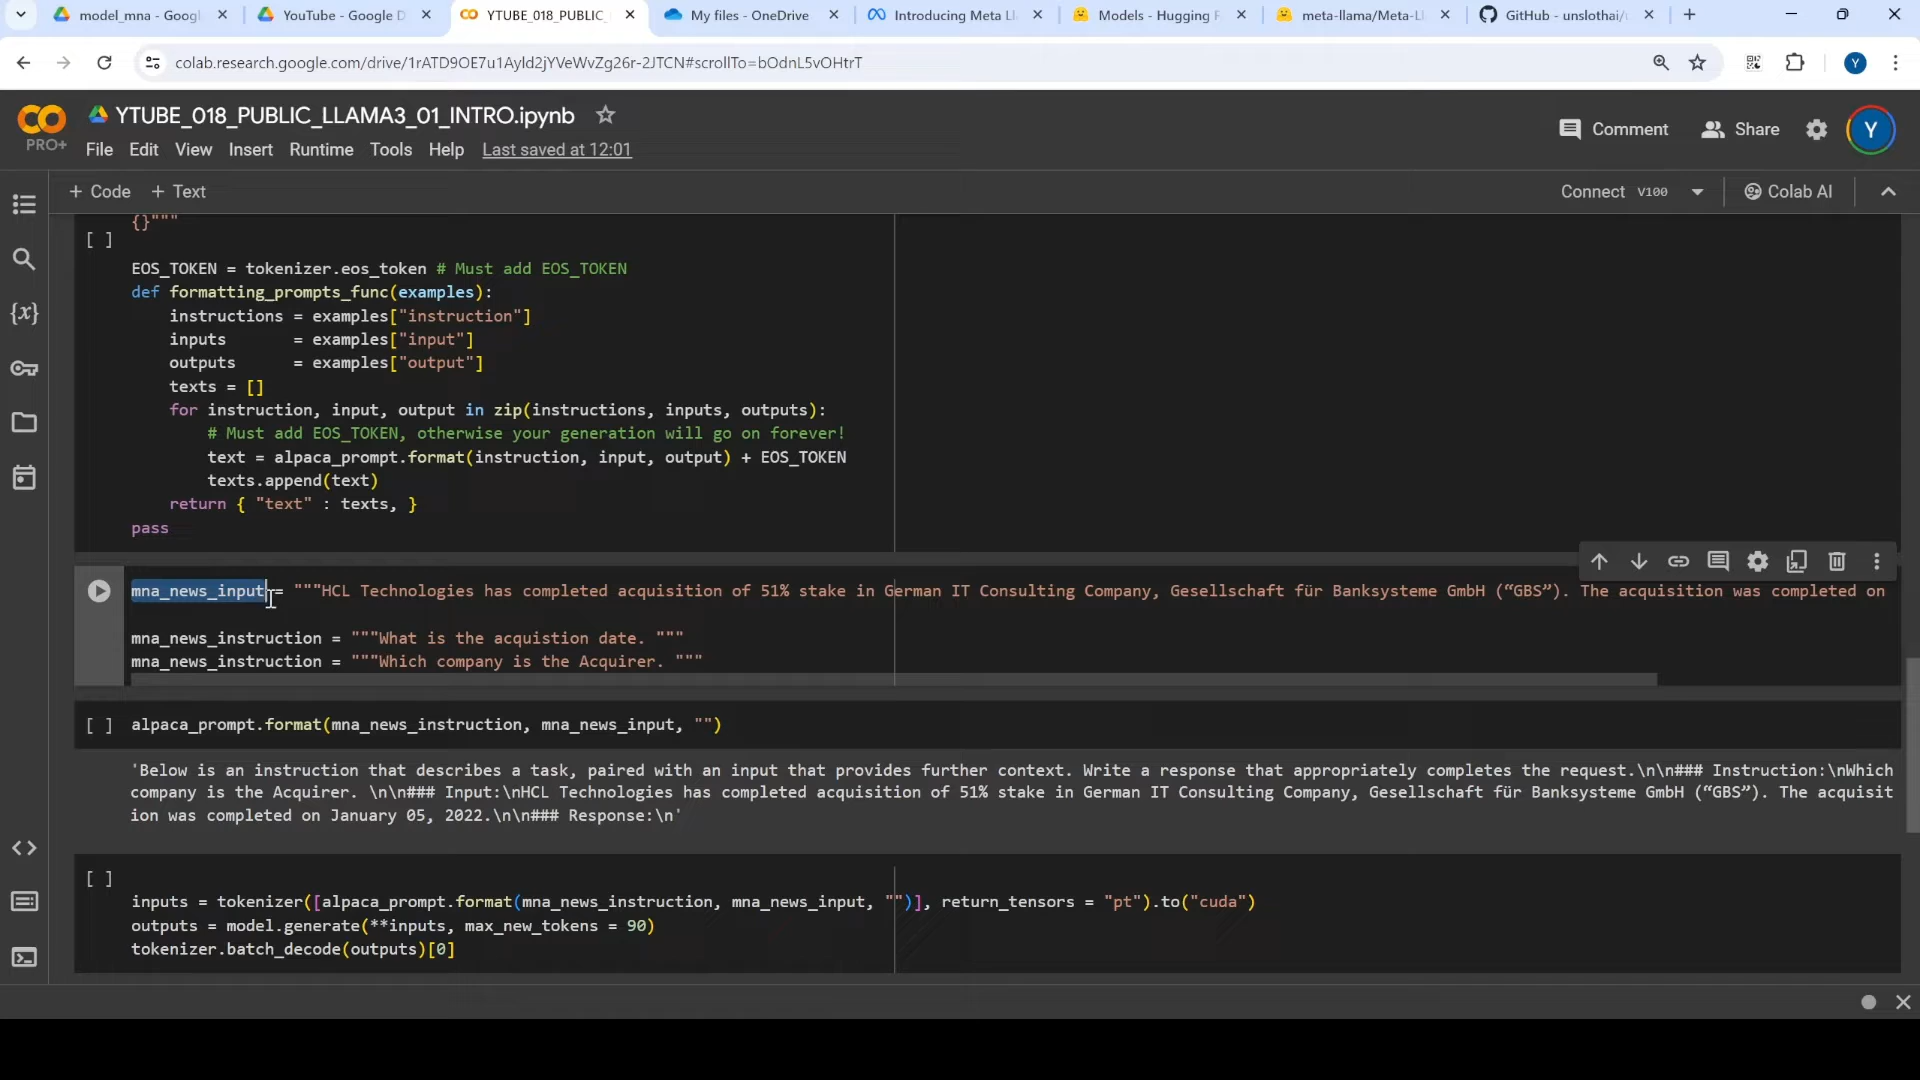 model_mna - Googl
YouTube - Google D
YTUBE_018_PUBLIC_
My files - OneDrive
Introducing Meta Ll
Models - Hugging F
meta-llama/Meta-Ll
GitHub - unslothai/u
colab.research.google.com/drive/1rATD9OE7u1Ayld2jYVeWvZg26r-2JTCN#scrollTo=bOdnL5vOHtrT
Y
CO
PRO+
YTUBE_018_PUBLIC_LLAMA3_01_INTRO.ipynb
Comment
Share
Y
File Edit View Insert Runtime Tools Help Last saved at 12:01
+ Code + Text
Connect V100
Colab AI
{x}
{}"""
[ ]
EOS_TOKEN = tokenizer.eos_token # Must add EOS_TOKEN
def formatting_prompts_func(examples):
    instructions = examples["instruction"]
    inputs       = examples["input"]
    outputs      = examples["output"]
    texts = []
    for instruction, input, output in zip(instructions, inputs, outputs):
        # Must add EOS_TOKEN, otherwise your generation will go on forever!
        text = alpaca_prompt.format(instruction, input, output) + EOS_TOKEN
        texts.append(text)
    return { "text" : texts, }
pass
mna_news_input = """HCL Technologies has completed acquisition of 51% stake in German IT Consulting Company, Gesellschaft für Banksysteme GmbH (“GBS”). The acquisition was completed on
mna_news_instruction = """What is the acquistion date. """
mna_news_instruction = """Which company is the Acquirer. """
[ ] alpaca_prompt.format(mna_news_instruction, mna_news_input, "")
'Below is an instruction that describes a task, paired with an input that provides further context. Write a response that appropriately completes the request.\n\n### Instruction:\nWhich
company is the Acquirer. \n\n### Input:\nHCL Technologies has completed acquisition of 51% stake in German IT Consulting Company, Gesellschaft für Banksysteme GmbH (“GBS”). The acquisit
ion was completed on January 05, 2022.\n\n### Response:\n'
[ ]
inputs = tokenizer([alpaca_prompt.format(mna_news_instruction, mna_news_input, "")], return_tensors = "pt").to("cuda")
outputs = model.generate(**inputs, max_new_tokens = 90)
tokenizer.batch_decode(outputs)[0]